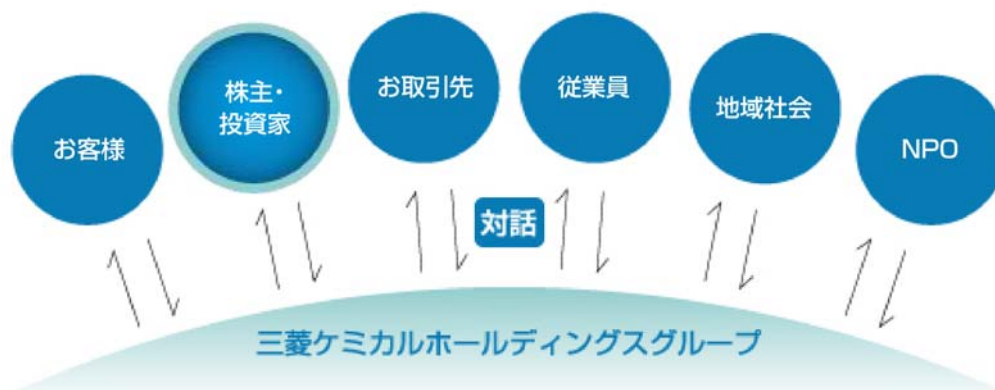 お客様
株主・
投資家
お取引先
従業員
地域社会
NPO
対話
三菱ケミカルホールディングスグループ